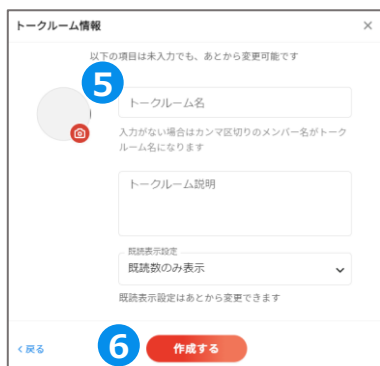 トークルーム情報 ×
以下の項目は未入力でも、あとから変更可能です
5
トークルーム名
入力がない場合はカンマ区切りのメンバー名がトーク
ルーム名になります
トークルーム説明
既読表示設定
既読数のみ表示
既読表示設定はあとから変更できます
<戻る
6
作成する